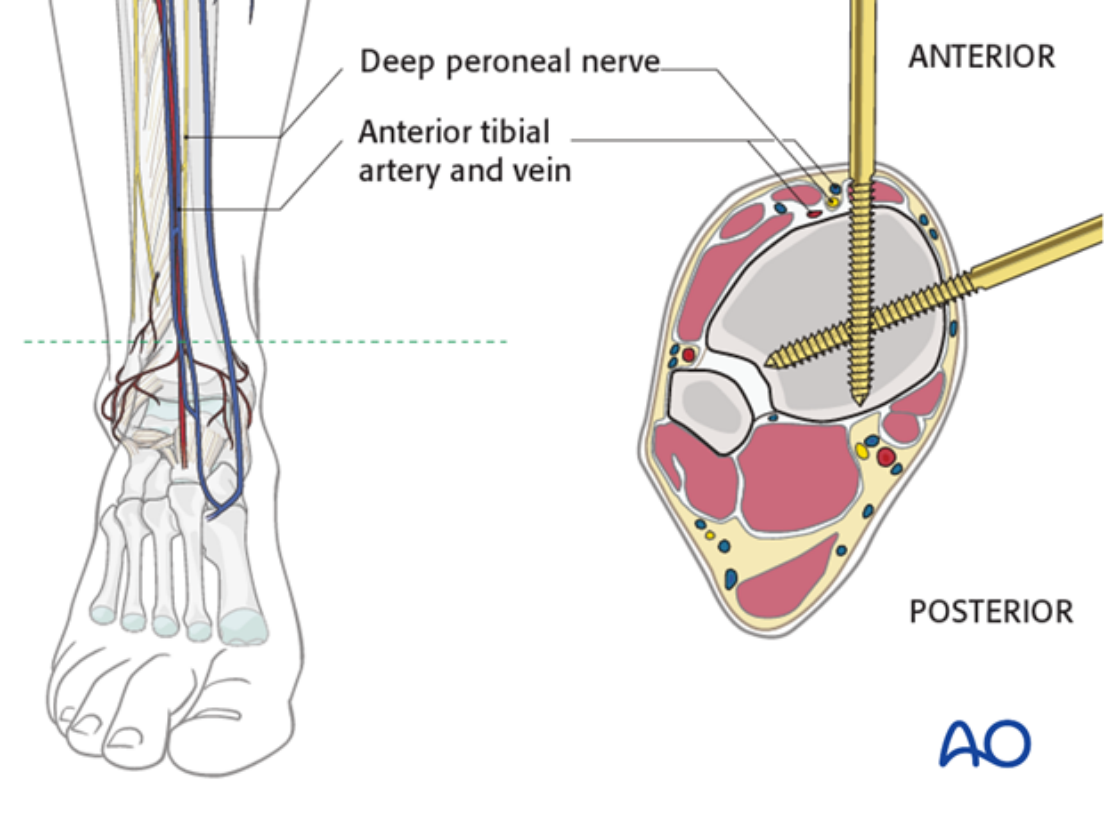 Deep peroneal nerve
Anterior tibial
artery and vein
ANTERIOR
POSTERIOR
AO